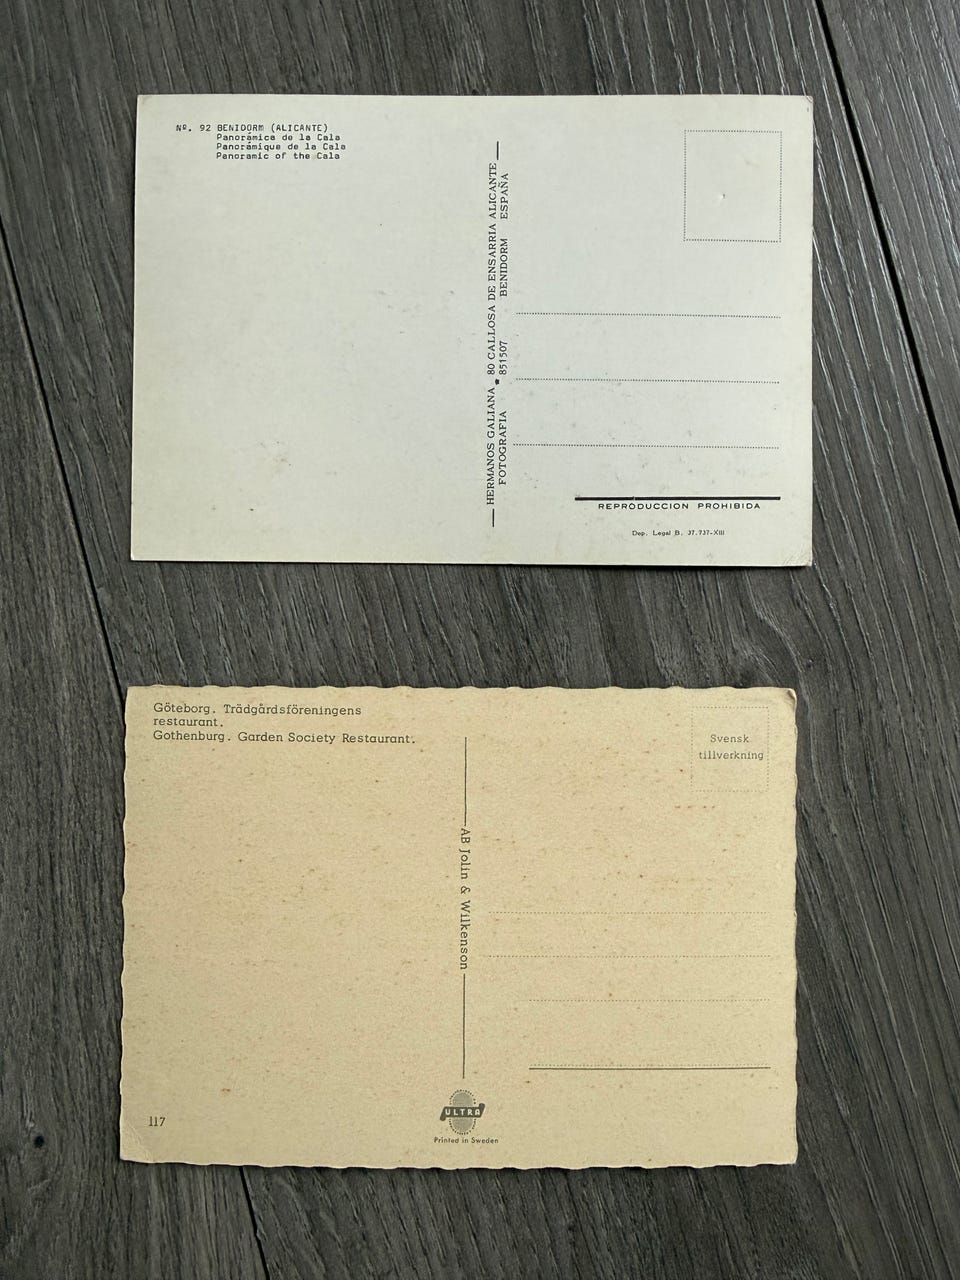 Nº. 92 BENIDORM (ALICANTE)
Panorámica de la Cala
Panorámique de la Cala
Panoramic of the Cala
HERMANOS GALIANA • 80 CALLOSA DE ENSARRIA ALICANTE
FOTOGRAFIA 851507 BENIDORM ESPAÑA
REPRODUCCION PROHIBIDA
Dep. Legal B. 37.737-XIII
Göteborg. Trädgårdsföreningens
restaurant.
Gothenburg. Garden Society Restaurant.
Svensk
tillverkning
AB Jolin & Wilkenson
117
ULTRA
Printed in Sweden